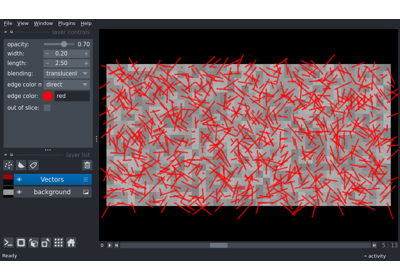 File View Window Plugins Help
layer controls
opacity: 0.70
width: 0.20
length: 2.50
blending: translucent
edge color m direct
edge color: red
out of slice:
layer list
Vectors
background
0 5 13
Ready activity